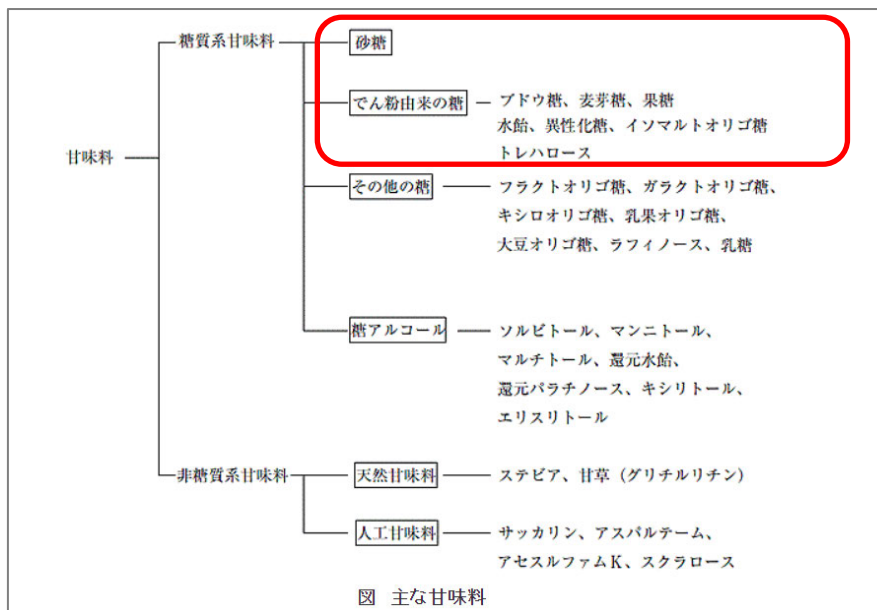 糖質系甘味料
砂糖
でん粉由来の糖
ブドウ糖、麦芽糖、果糖
水飴、異性化糖、イソマルトオリゴ糖
トレハロース
甘味料
その他の糖
フラクトオリゴ糖、ガラクトオリゴ糖、
キシロオリゴ糖、乳果オリゴ糖、
大豆オリゴ糖、ラフィノース、乳糖
糖アルコール
ソルビトール、マンニトール、
マルチトール、還元水飴、
還元パラチノース、キシリトール、
エリスリトール
非糖質系甘味料
天然甘味料
ステビア、甘草（グリチルリチン）
人工甘味料
サッカリン、アスパルテーム、
アセスルファムK、スクラロース
図 主な甘味料